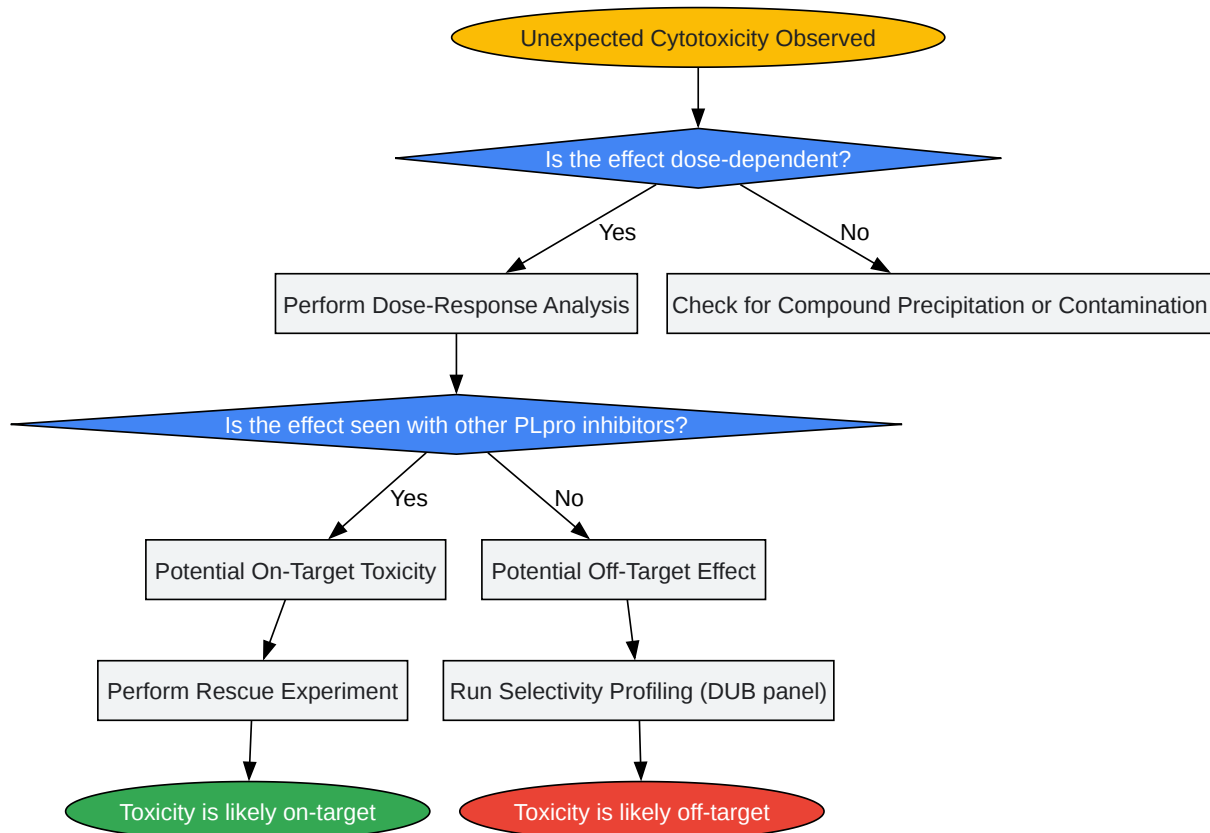 Unexpected Cytotoxicity Observed
Is the effect dose-dependent?
Yes
No
Perform Dose-Response Analysis
Check for Compound Precipitation or Contamination
Is the effect seen with other PLpro inhibitors?
Yes
No
Potential On-Target Toxicity
Potential Off-Target Effect
Perform Rescue Experiment
Run Selectivity Profiling (DUB panel)
Toxicity is likely on-target
Toxicity is likely off-target